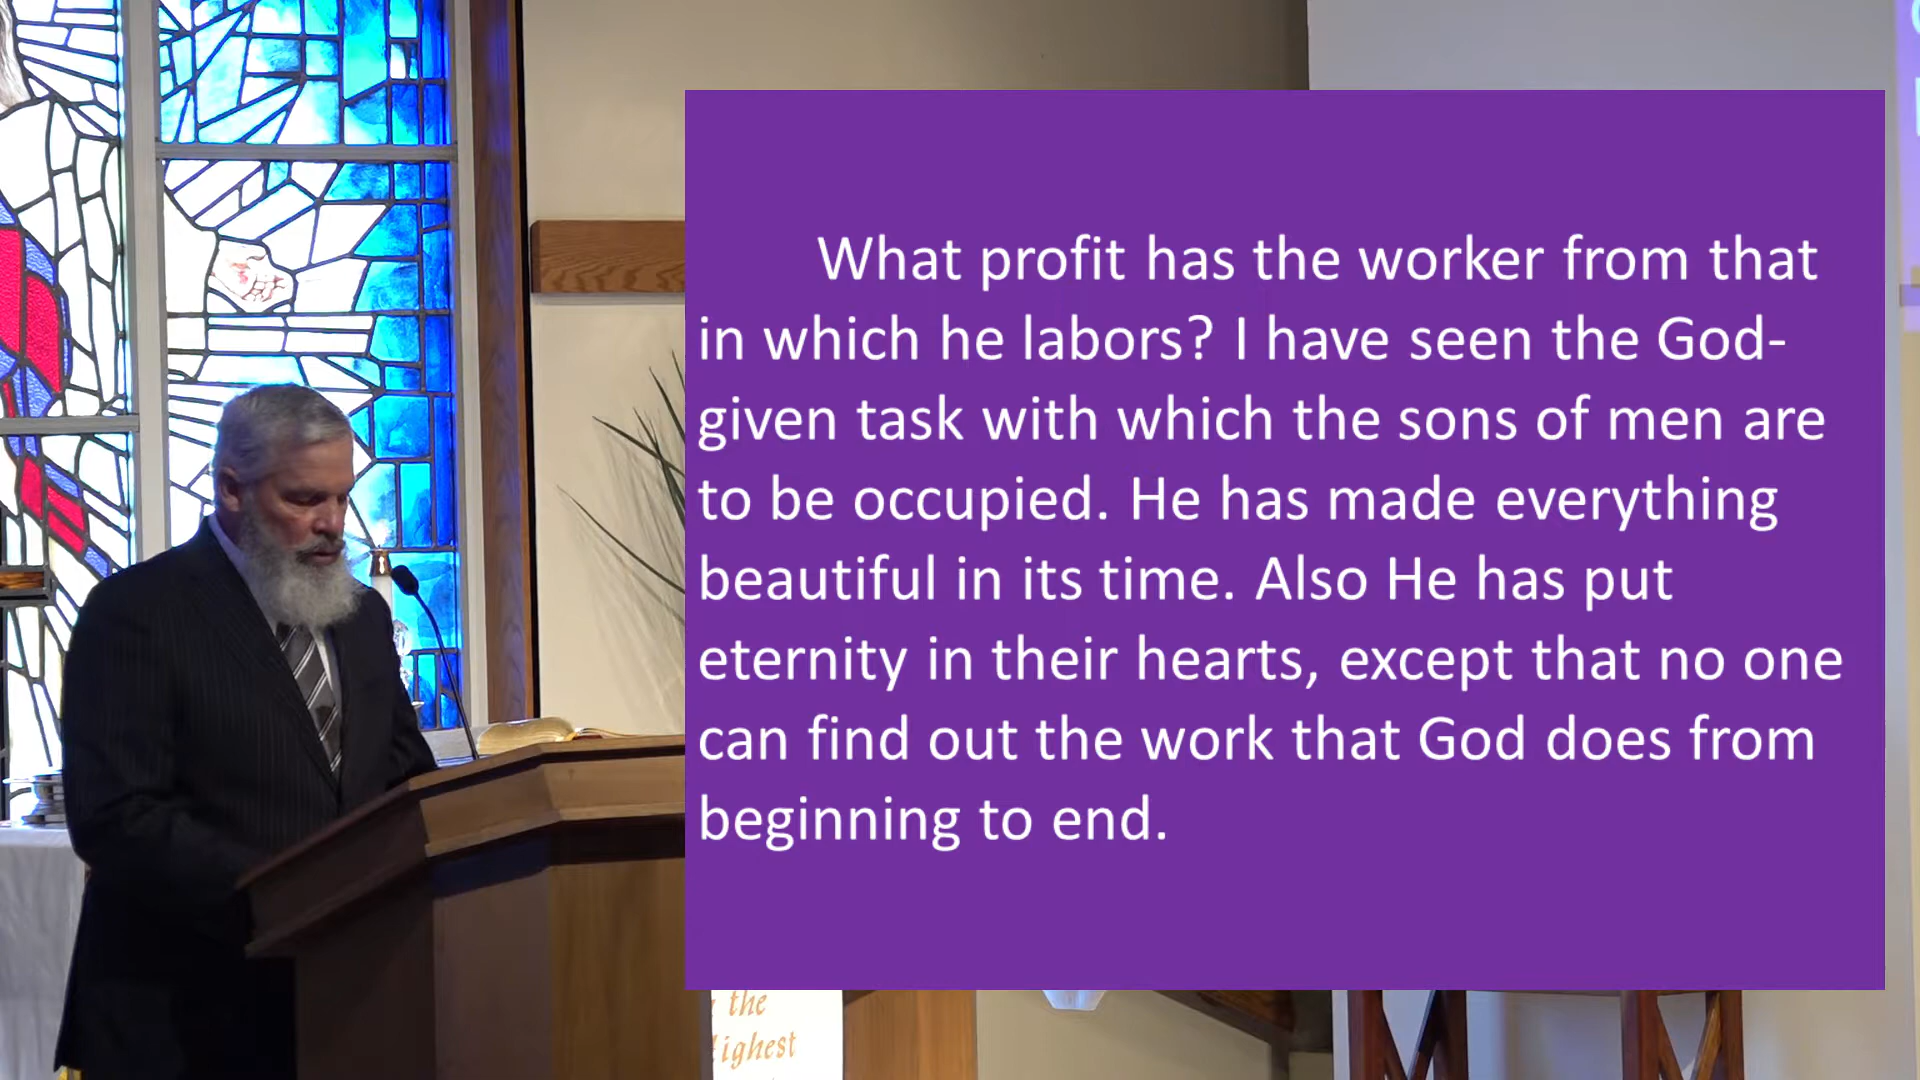 What profit has the worker from that
in which he labors? I have seen the God-
given task with which the sons of men are
to be occupied. He has made everything
beautiful in its time. Also He has put
eternity in their hearts, except that no one
can find out the work that God does from
beginning to end.
the